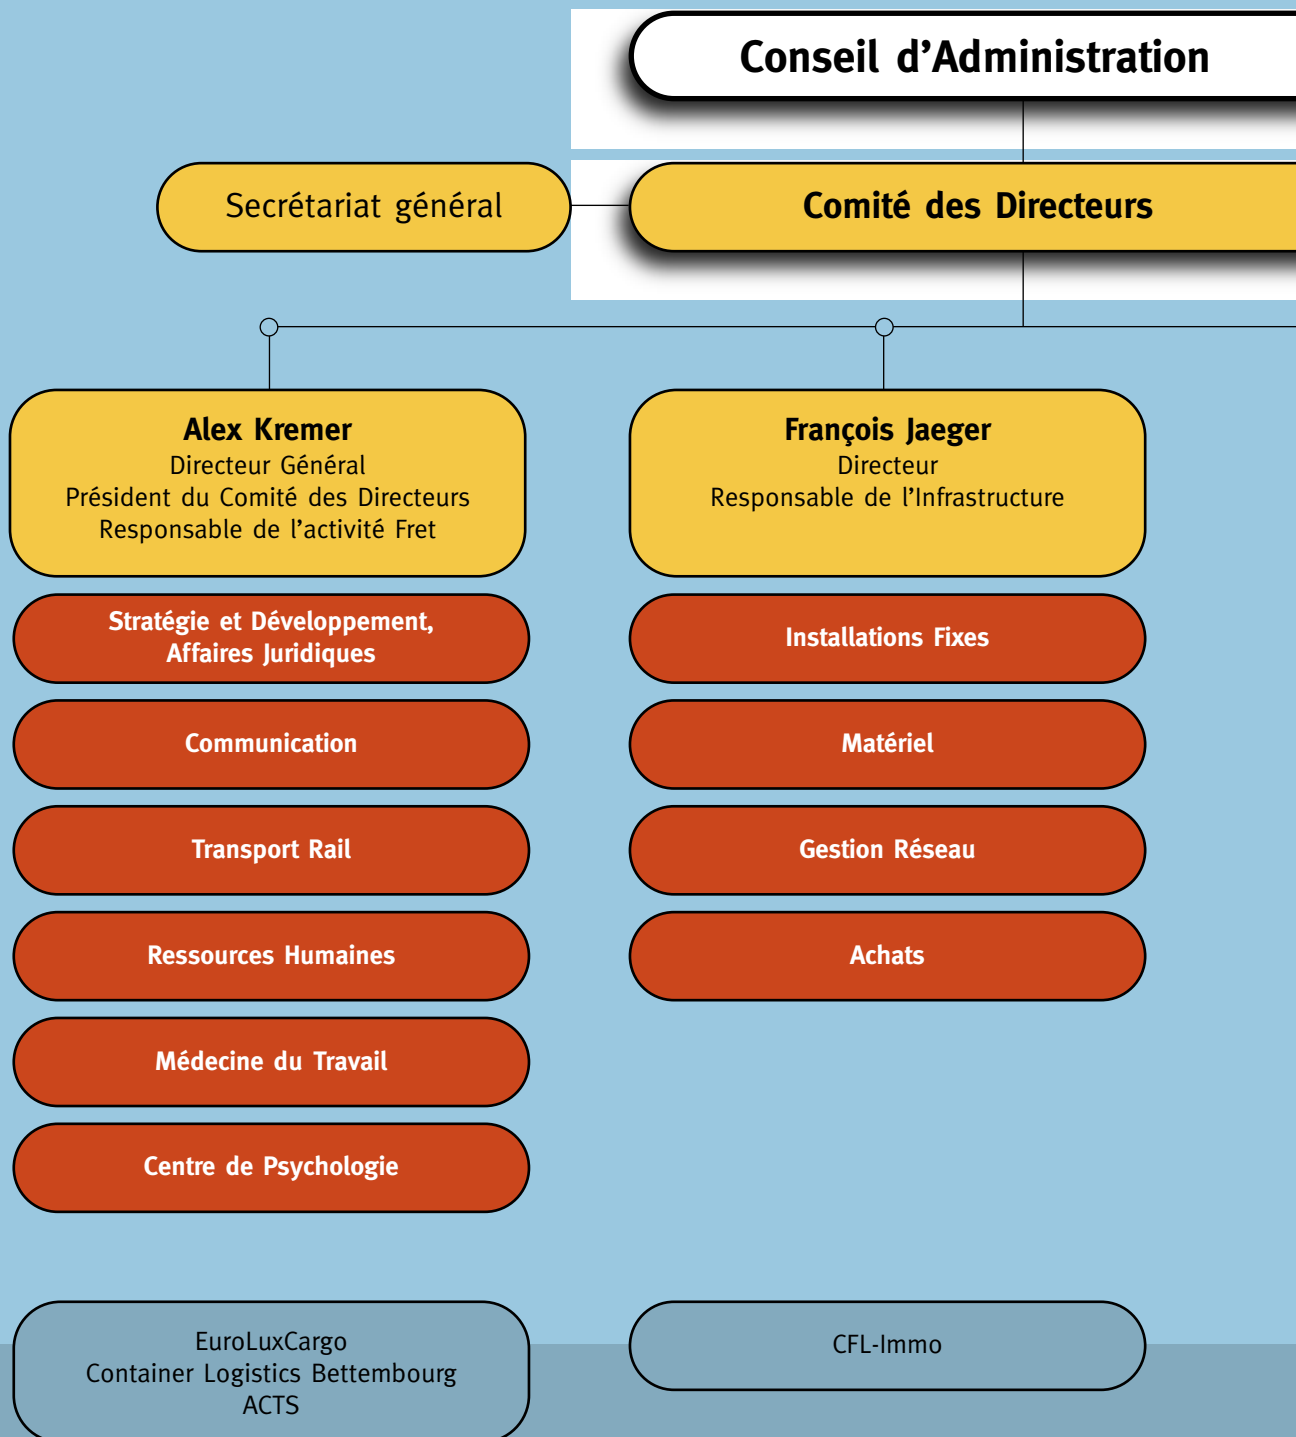 Conseil d’Administration
Secrétariat général
Comité des Directeurs
Alex Kremer
Directeur Général
Président du Comité des Directeurs
Responsable de l’activité Fret
François Jaeger
Directeur
Responsable de l’Infrastructure
Stratégie et Développement,
Affaires Juridiques
Communication
Transport Rail
Ressources Humaines
Médecine du Travail
Centre de Psychologie
Installations Fixes
Matériel
Gestion Réseau
Achats
EuroLuxCargo
Container Logistics Bettembourg
ACTS
CFL-Immo